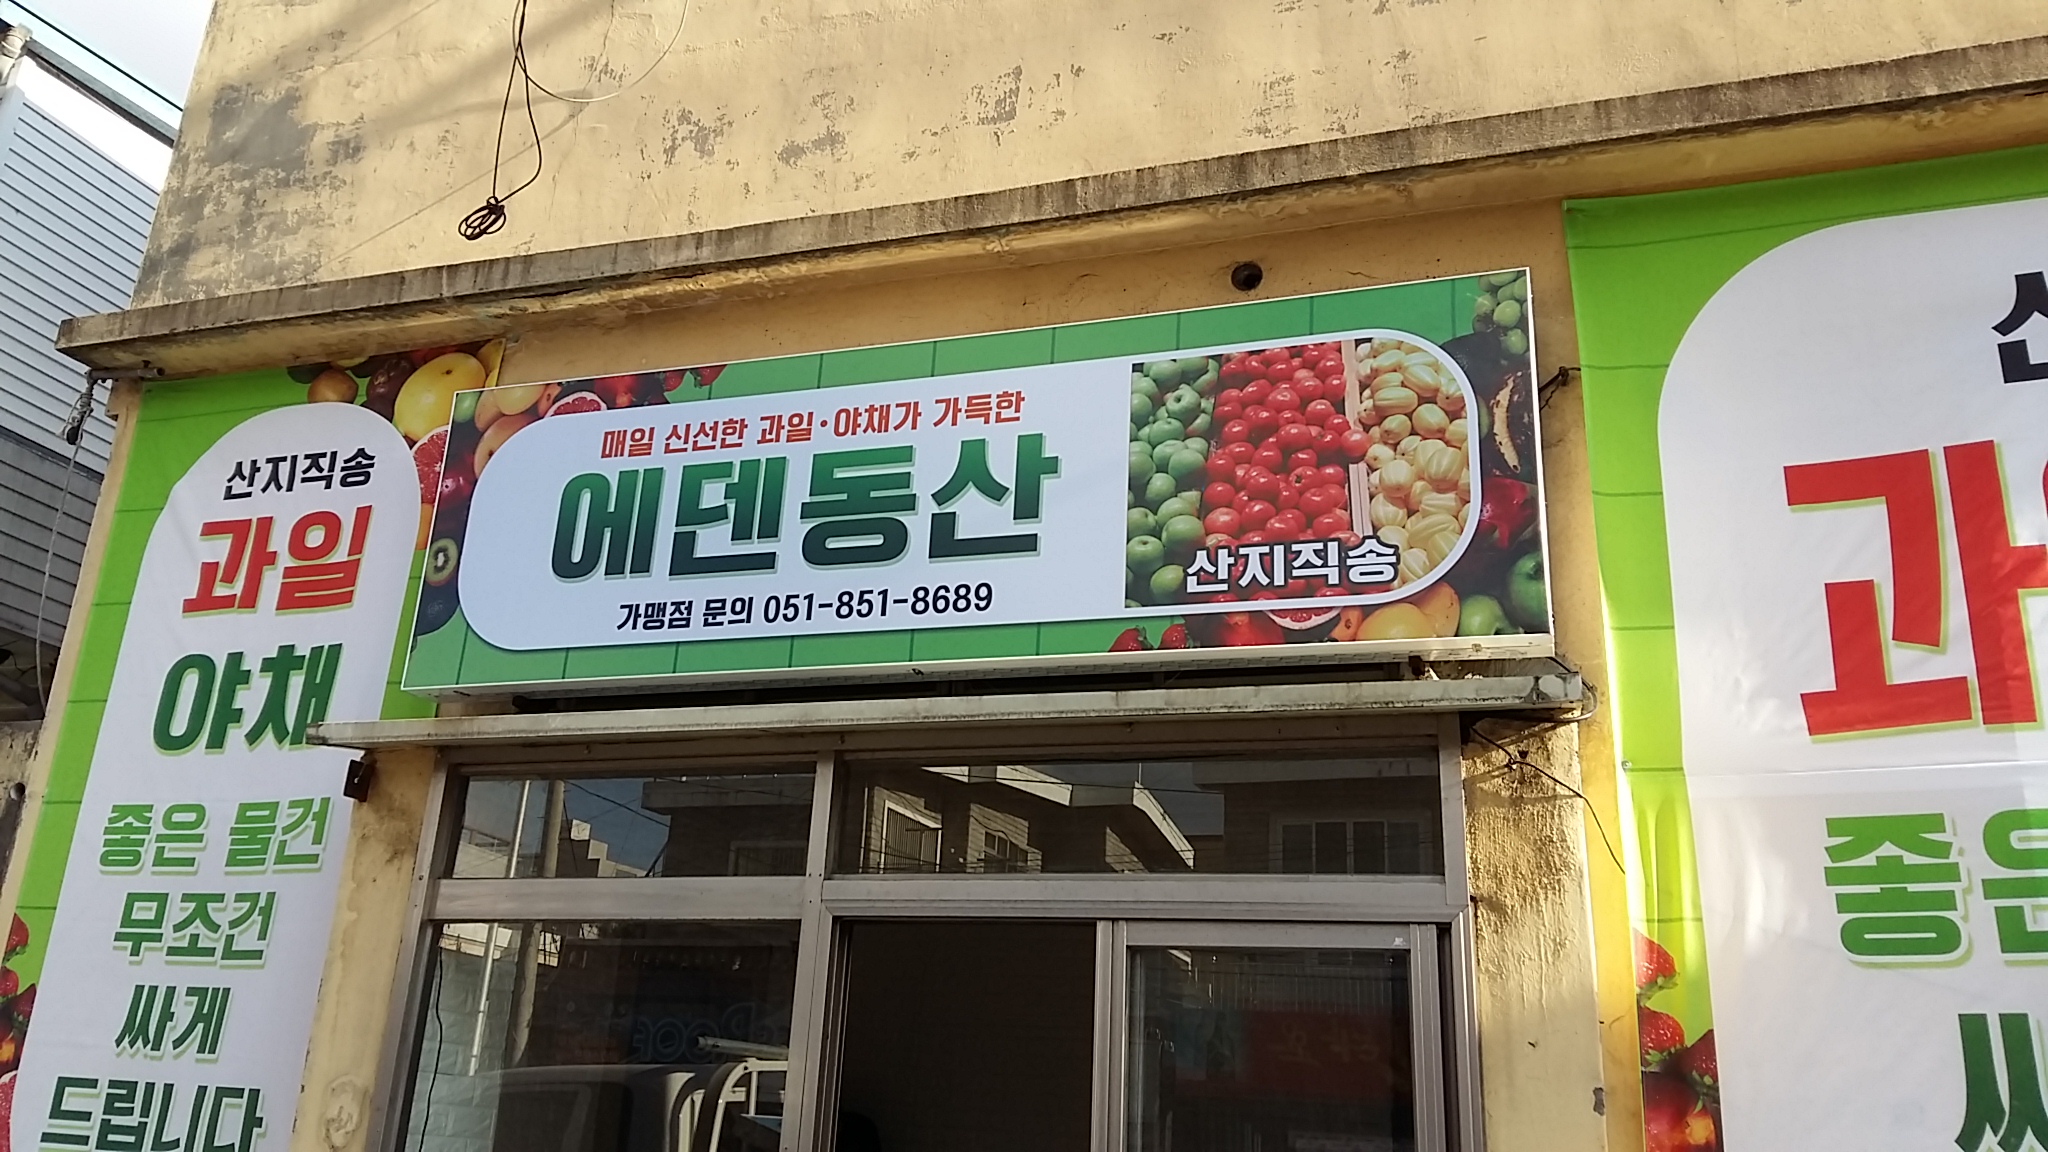 산지직송
과일
야채
좋은 물건
무조건
싸게
드립니다
매일 신선한 과일·야채가 가득한
에덴동산
가맹점 문의 051-851-8689
산지직송
산
과
좋은
싸